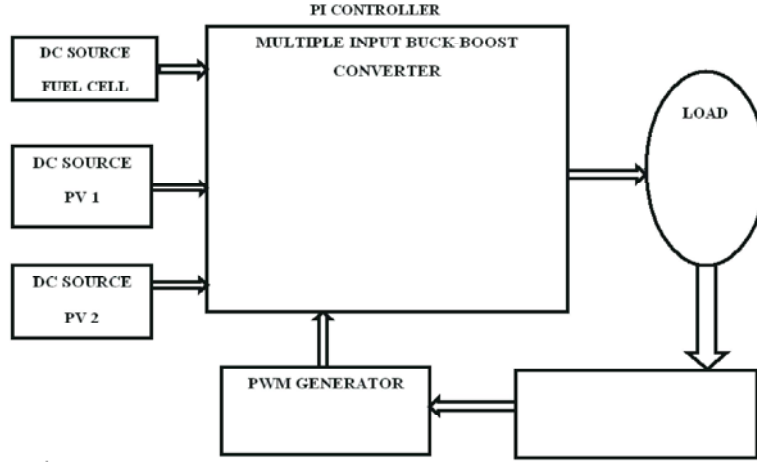 PI CONTROLLER
MULTIPLE INPUT BUCK-BOOST
CONVERTER
DC SOURCE
FUEL CELL
DC SOURCE
PV 1
DC SOURCE
PV 2
LOAD
PWM GENERATOR